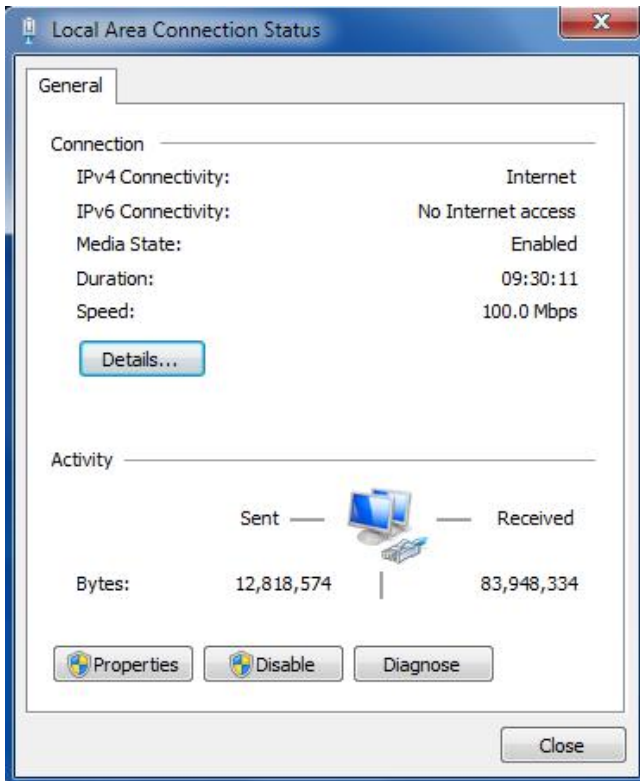 Local Area Connection Status
General
Connection
IPv4 Connectivity: Internet
IPv6 Connectivity: No Internet access
Media State: Enabled
Duration: 09:30:11
Speed: 100.0 Mbps
Details...
Activity
Sent Received
Bytes: 12,818,574 83,948,334
Properties Disable Diagnose
Close